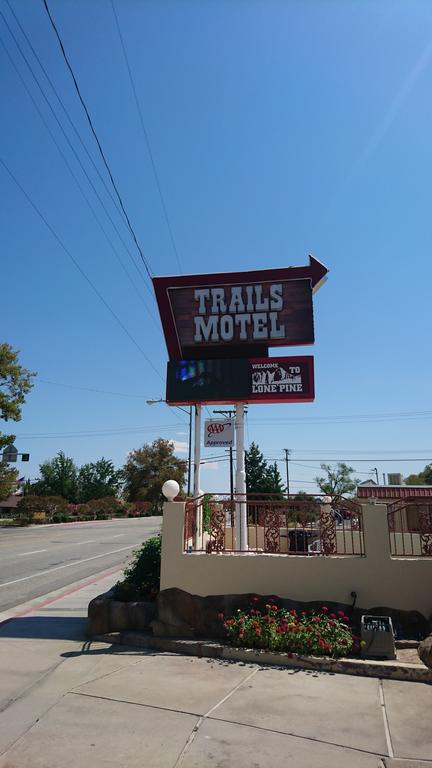 TRAILS
MOTEL
WELCOME TO
LONE PINE
AAA
Approved